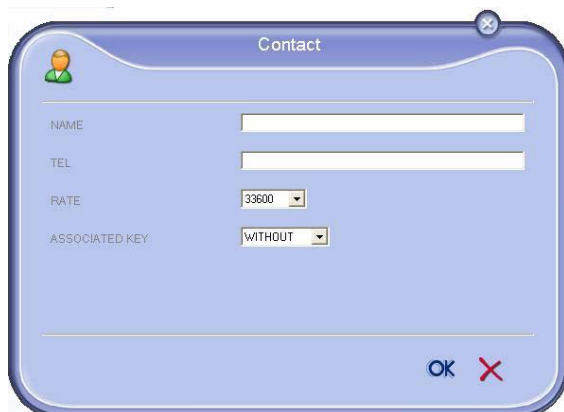 Contact
NAME
TEL
RATE 33600
ASSOCIATED KEY WITHOUT
OK